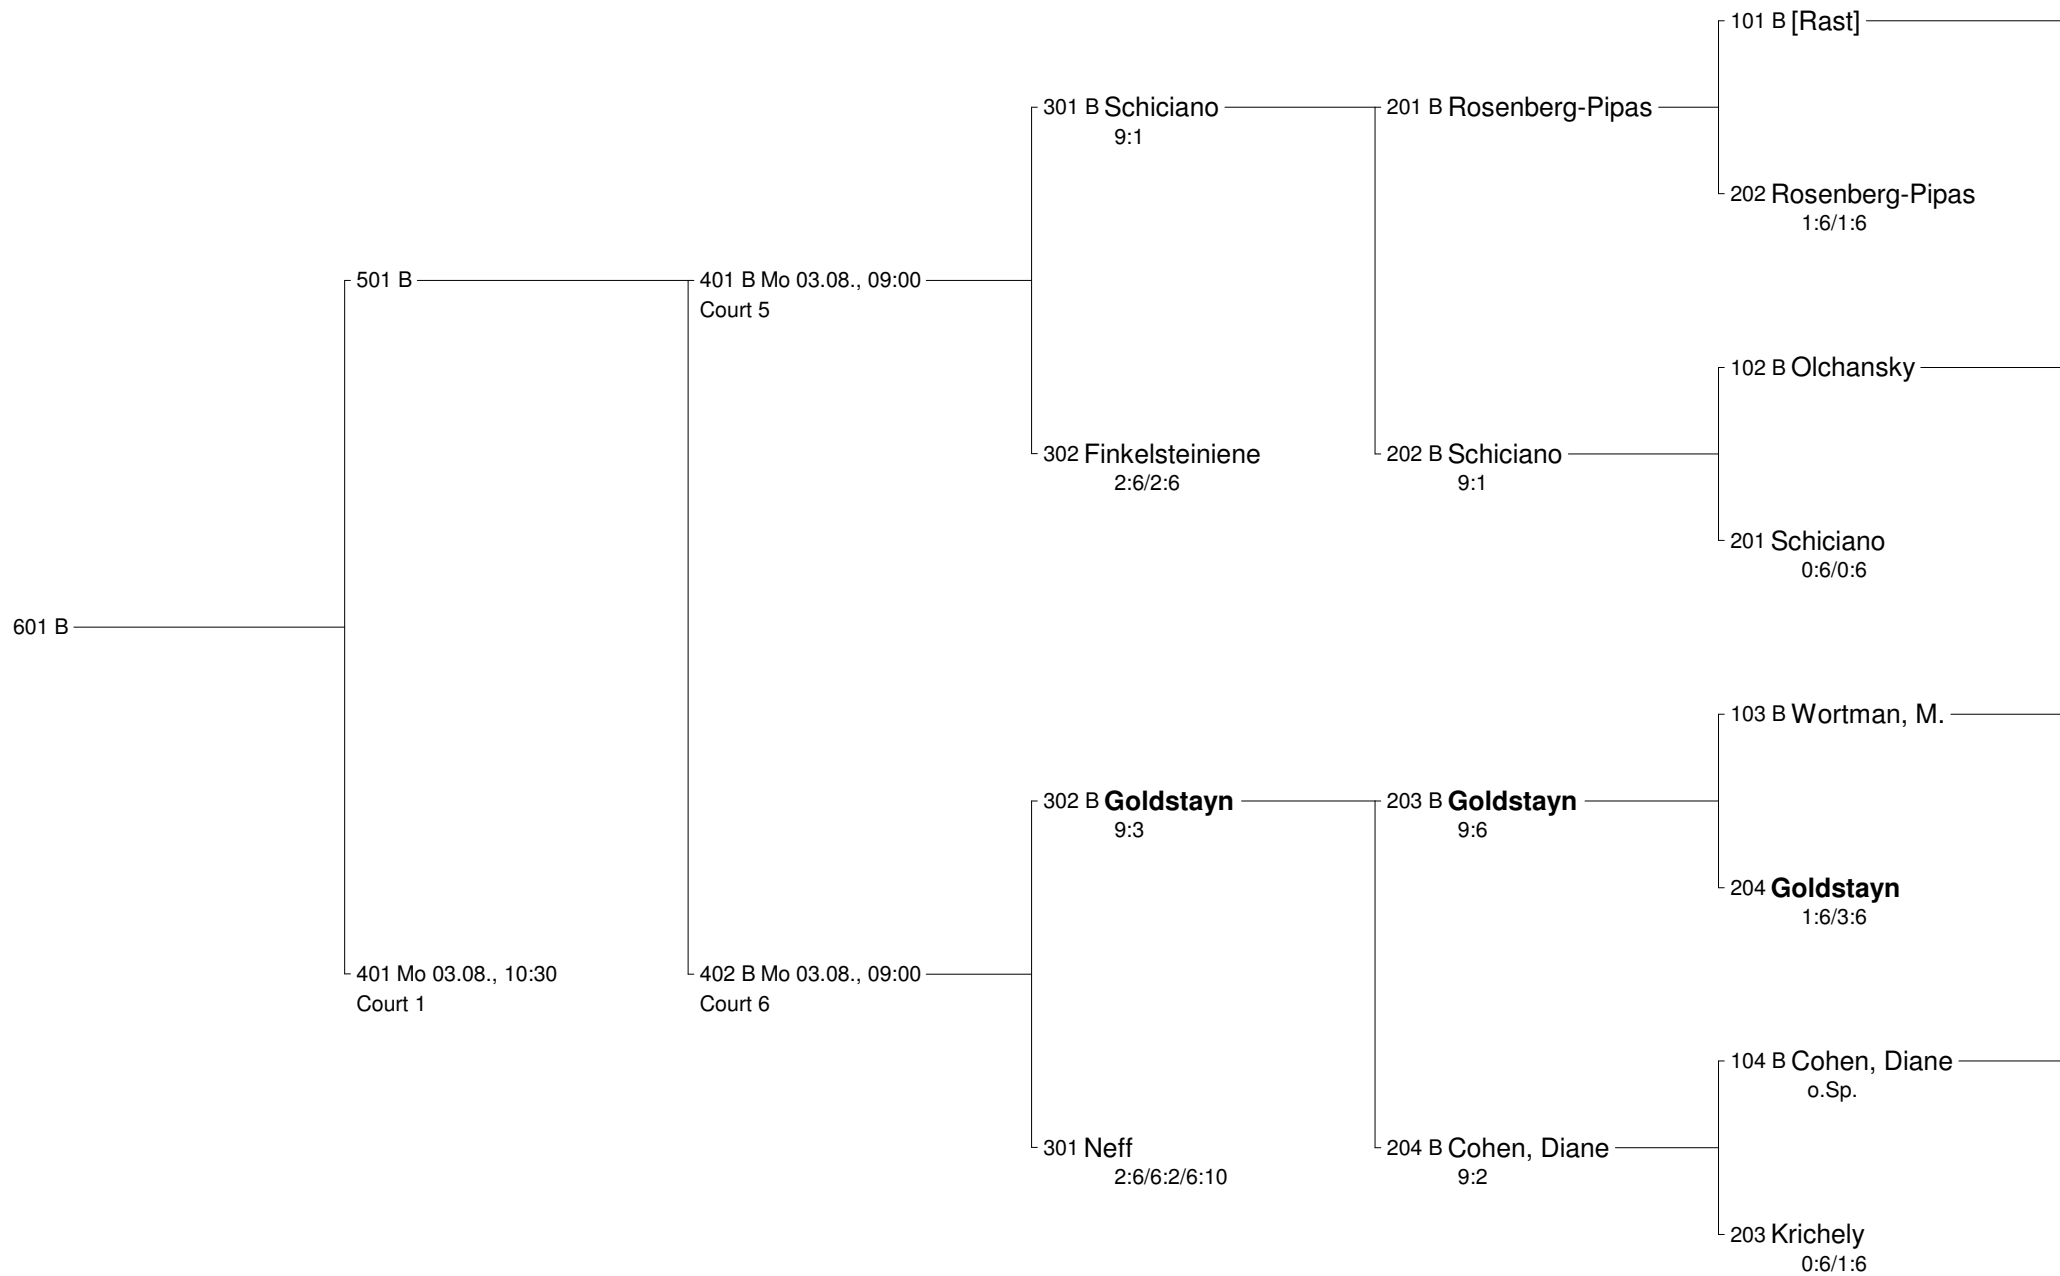 101 B [Rast]
301 B Schiciano
9:1
201 B Rosenberg-Pipas
202 Rosenberg-Pipas
1:6/1:6
501 B
401 B Mo 03.08., 09:00
Court 5
102 B Olchansky
302 Finkelsteiniene
2:6/2:6
202 B Schiciano
9:1
201 Schiciano
0:6/0:6
601 B
103 B Wortman, M.
302 B Goldstayn
9:3
203 B Goldstayn
9:6
204 Goldstayn
1:6/3:6
401 Mo 03.08., 10:30
Court 1
402 B Mo 03.08., 09:00
Court 6
104 B Cohen, Diane
o.Sp.
301 Neff
2:6/6:2/6:10
204 B Cohen, Diane
9:2
203 Krichely
0:6/1:6